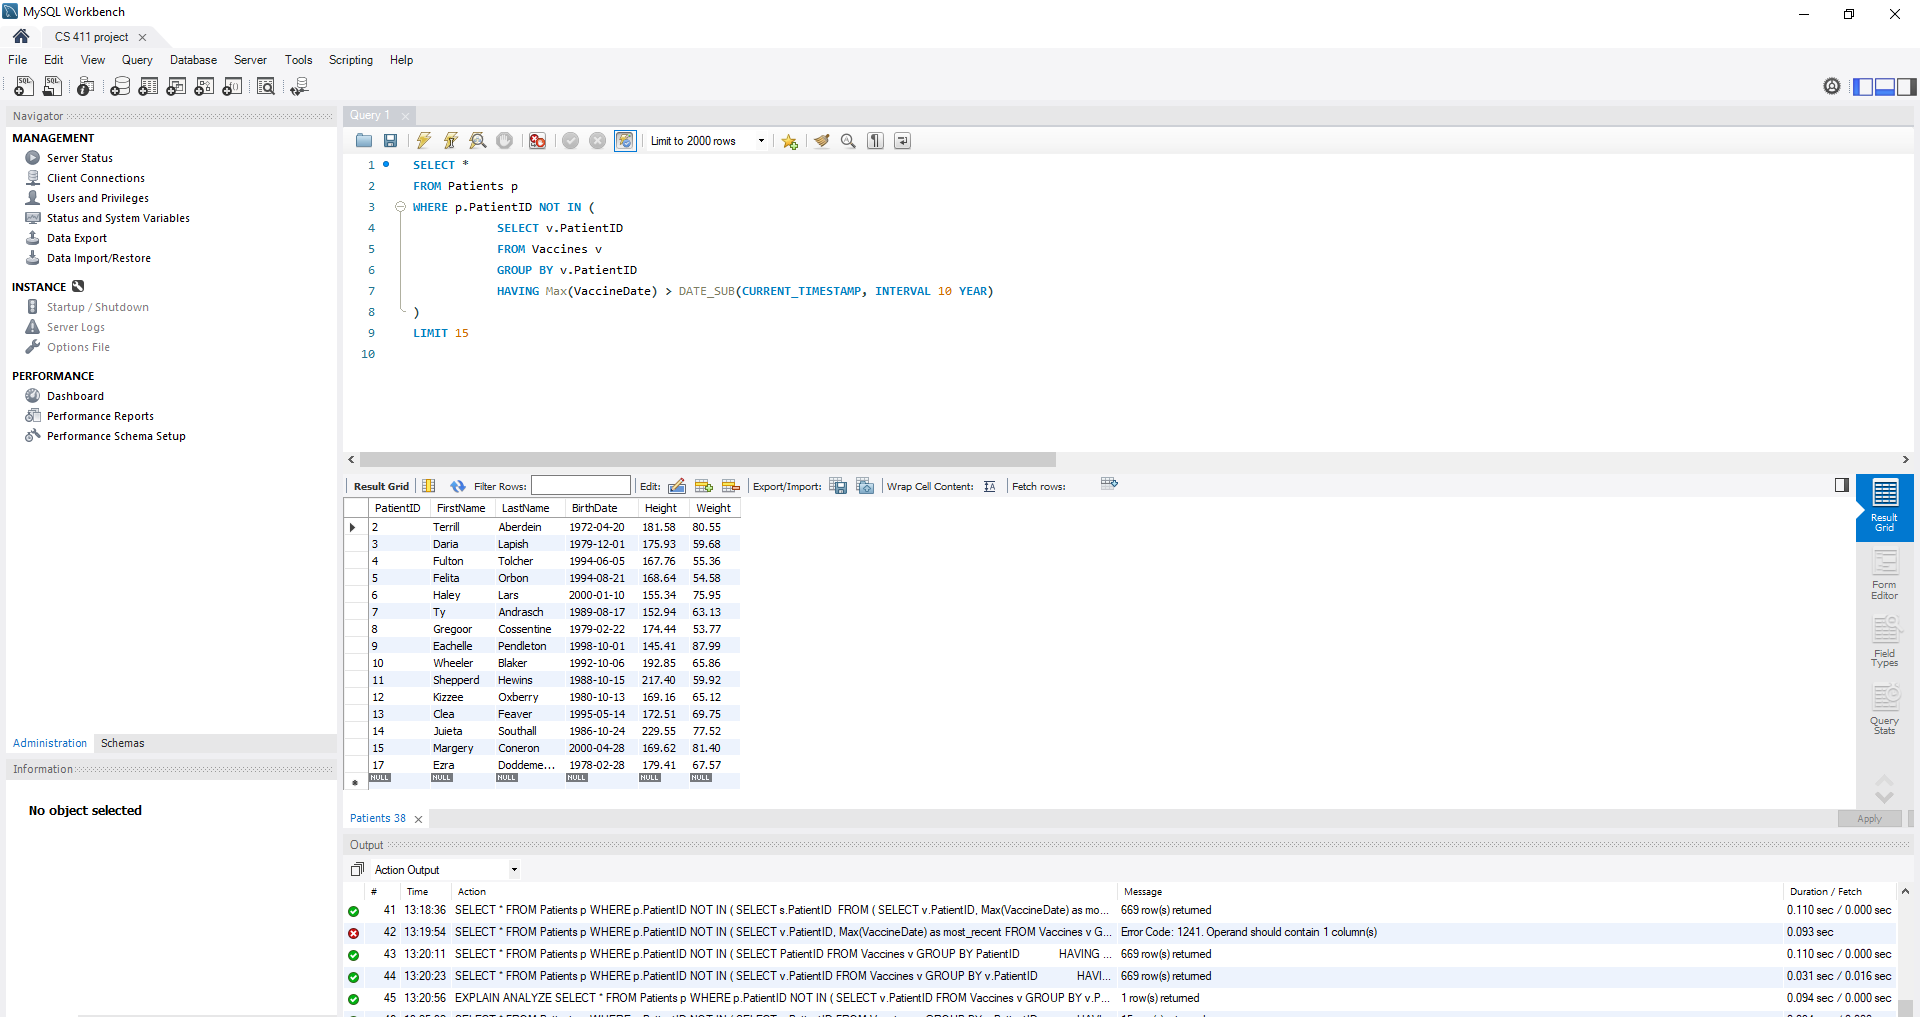 MySQL Workbench
CS 411 project
File Edit View Query Database Server Tools Scripting Help
Navigator
MANAGEMENT
Server Status
Client Connections
Users and Privileges
Status and System Variables
Data Export
Data Import/Restore
INSTANCE
Startup / Shutdown
Server Logs
Options File
PERFORMANCE
Dashboard
Performance Reports
Performance Schema Setup
Administration Schemas
Information
No object selected
Query 1
Limit to 2000 rows
1 SELECT *
2 FROM Patients p
3 WHERE p.PatientID NOT IN (
4 SELECT v.PatientID
5 FROM Vaccines v
6 GROUP BY v.PatientID
7 HAVING Max(VaccineDate) > DATE_SUB(CURRENT_TIMESTAMP, INTERVAL 10 YEAR)
8 )
9 LIMIT 15
10
Result Grid Filter Rows: Edit: Export/Import: Wrap Cell Content: Fetch rows:
PatientID FirstName LastName BirthDate Height Weight
2 Terrill Aberdein 1972-04-20 181.58 80.55
3 Daria Lapish 1979-12-01 175.93 59.68
4 Fulton Tolcher 1994-06-05 167.76 55.36
5 Felita Orbon 1994-08-21 168.64 54.58
6 Haley Lars 2000-01-10 155.34 75.95
7 Ty Andrasch 1989-08-17 152.94 63.13
8 Gregoor Cossentine 1979-02-22 174.44 53.77
9 Eachelle Pendleton 1998-10-01 145.41 87.99
10 Wheeler Blaker 1992-10-06 192.85 65.86
11 Shepperd Hewins 1988-10-15 217.40 59.92
12 Kizzee Oxberry 1980-10-13 169.16 65.12
13 Clea Feaver 1995-05-14 172.51 69.75
14 Juieta Southall 1986-10-24 229.55 77.52
15 Margery Coneron 2000-04-28 169.62 81.40
17 Ezra Doddeme... 1978-02-28 179.41 67.57
NULL NULL NULL NULL NULL NULL
Result
Grid
Form
Editor
Field
Types
Query
Stats
Patients 38
Apply
Output
Action Output
# Time Action Message Duration / Fetch
41 13:18:36 SELECT * FROM Patients p WHERE p.PatientID NOT IN ( SELECT s.PatientID FROM ( SELECT v.PatientID, Max(VaccineDate) as mo... 669 row(s) returned 0.110 sec / 0.000 sec
42 13:19:54 SELECT * FROM Patients p WHERE p.PatientID NOT IN ( SELECT v.PatientID, Max(VaccineDate) as most_recent FROM Vaccines v G... Error Code: 1241. Operand should contain 1 column(s) 0.093 sec
43 13:20:11 SELECT * FROM Patients p WHERE p.PatientID NOT IN ( SELECT PatientID FROM Vaccines v GROUP BY PatientID HAVING ... 669 row(s) returned 0.110 sec / 0.000 sec
44 13:20:23 SELECT * FROM Patients p WHERE p.PatientID NOT IN ( SELECT v.PatientID FROM Vaccines v GROUP BY v.PatientID HAVI... 669 row(s) returned 0.031 sec / 0.016 sec
45 13:20:56 EXPLAIN ANALYZE SELECT * FROM Patients p WHERE p.PatientID NOT IN ( SELECT v.PatientID FROM Vaccines v GROUP BY v.P... 1 row(s) returned 0.094 sec / 0.000 sec